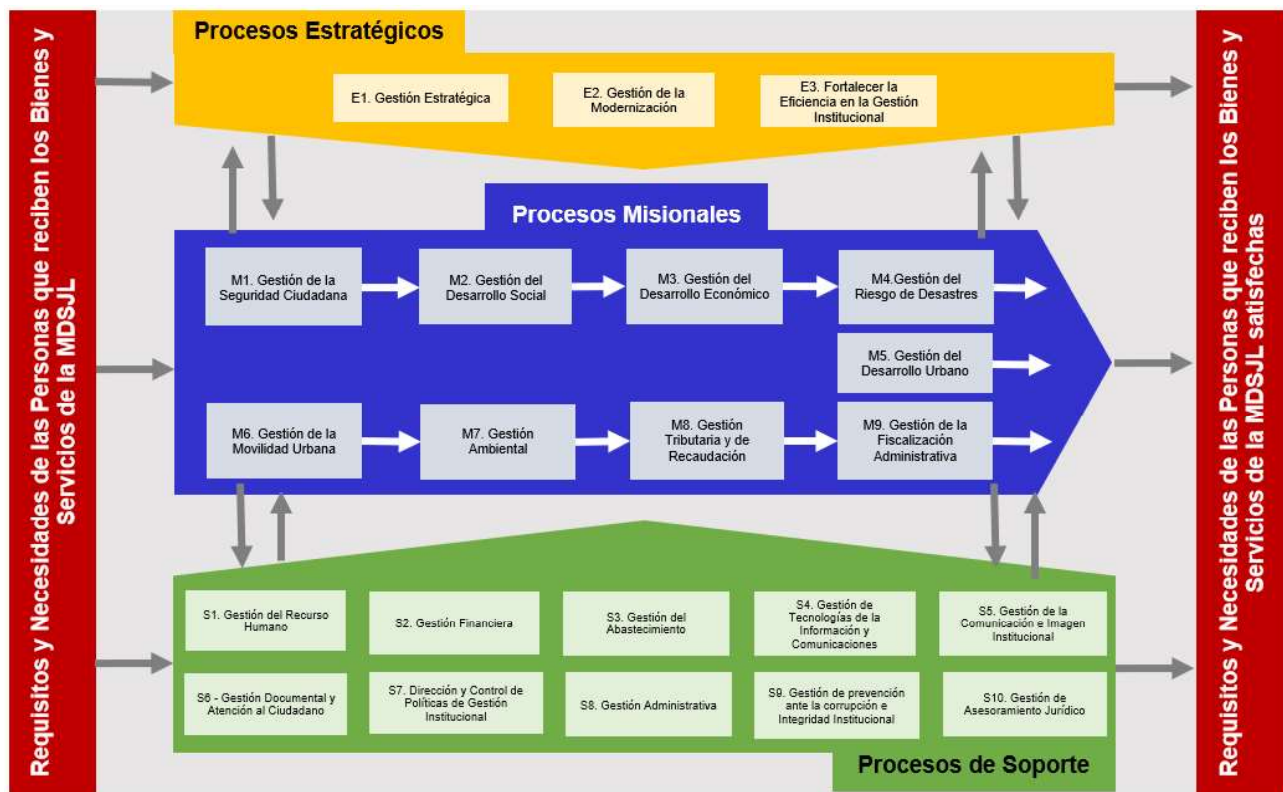 Requisitos y Necesidades de las Personas que reciben los Bienes y
Servicios de la MDSJL
Procesos Estratégicos
E1. Gestión Estratégica
E2. Gestión de la
Modernización
E3. Fortalecer la
Eficiencia en la Gestión
Institucional
Procesos Misionales
M1. Gestión de la
Seguridad Ciudadana
M2. Gestión del
Desarrollo Social
M3. Gestión del
Desarrollo Económico
M4.Gestión del
Riesgo de Desastres
M5. Gestión del
Desarrollo Urbano
M6. Gestión de la
Movilidad Urbana
M7. Gestión
Ambiental
M8. Gestión
Tributaria y de
Recaudación
M9. Gestión de la
Fiscalización
Administrativa
S1. Gestión del Recurso
Humano
S2. Gestión Financiera
S3. Gestión del
Abastecimiento
S4. Gestión de
Tecnologías de la
Información y
Comunicaciones
S5. Gestión de la
Comunicación e Imagen
Institucional
S6 - Gestión Documental y
Atención al Ciudadano
S7. Dirección y Control de
Políticas de Gestión
Institucional
S8. Gestión Administrativa
S9. Gestión de prevención
ante la corrupción e
Integridad Institucional
S10. Gestión de
Asesoramiento Jurídico
Procesos de Soporte
Requisitos y Necesidades de las Personas que reciben los Bienes y
Servicios de la MDSJL satisfechas